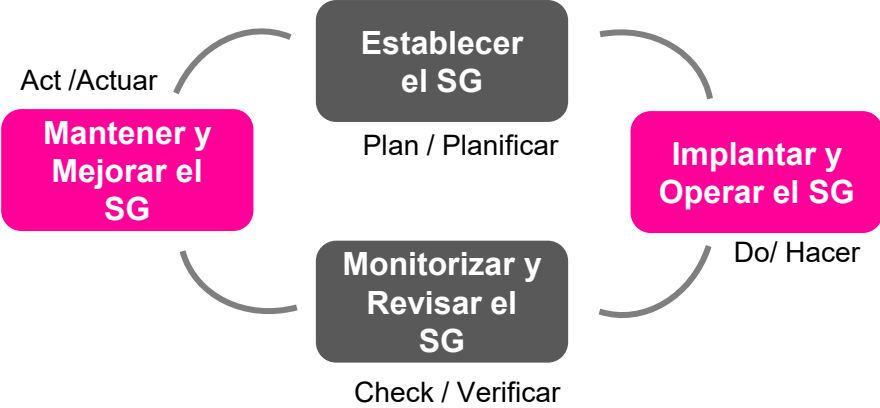 Establecer
el SG
Plan / Planificar
Act /Actuar
Mantener y
Mejorar el
SG
Implantar y
Operar el SG
Do/ Hacer
Monitorizar y
Revisar el
SG
Check / Verificar